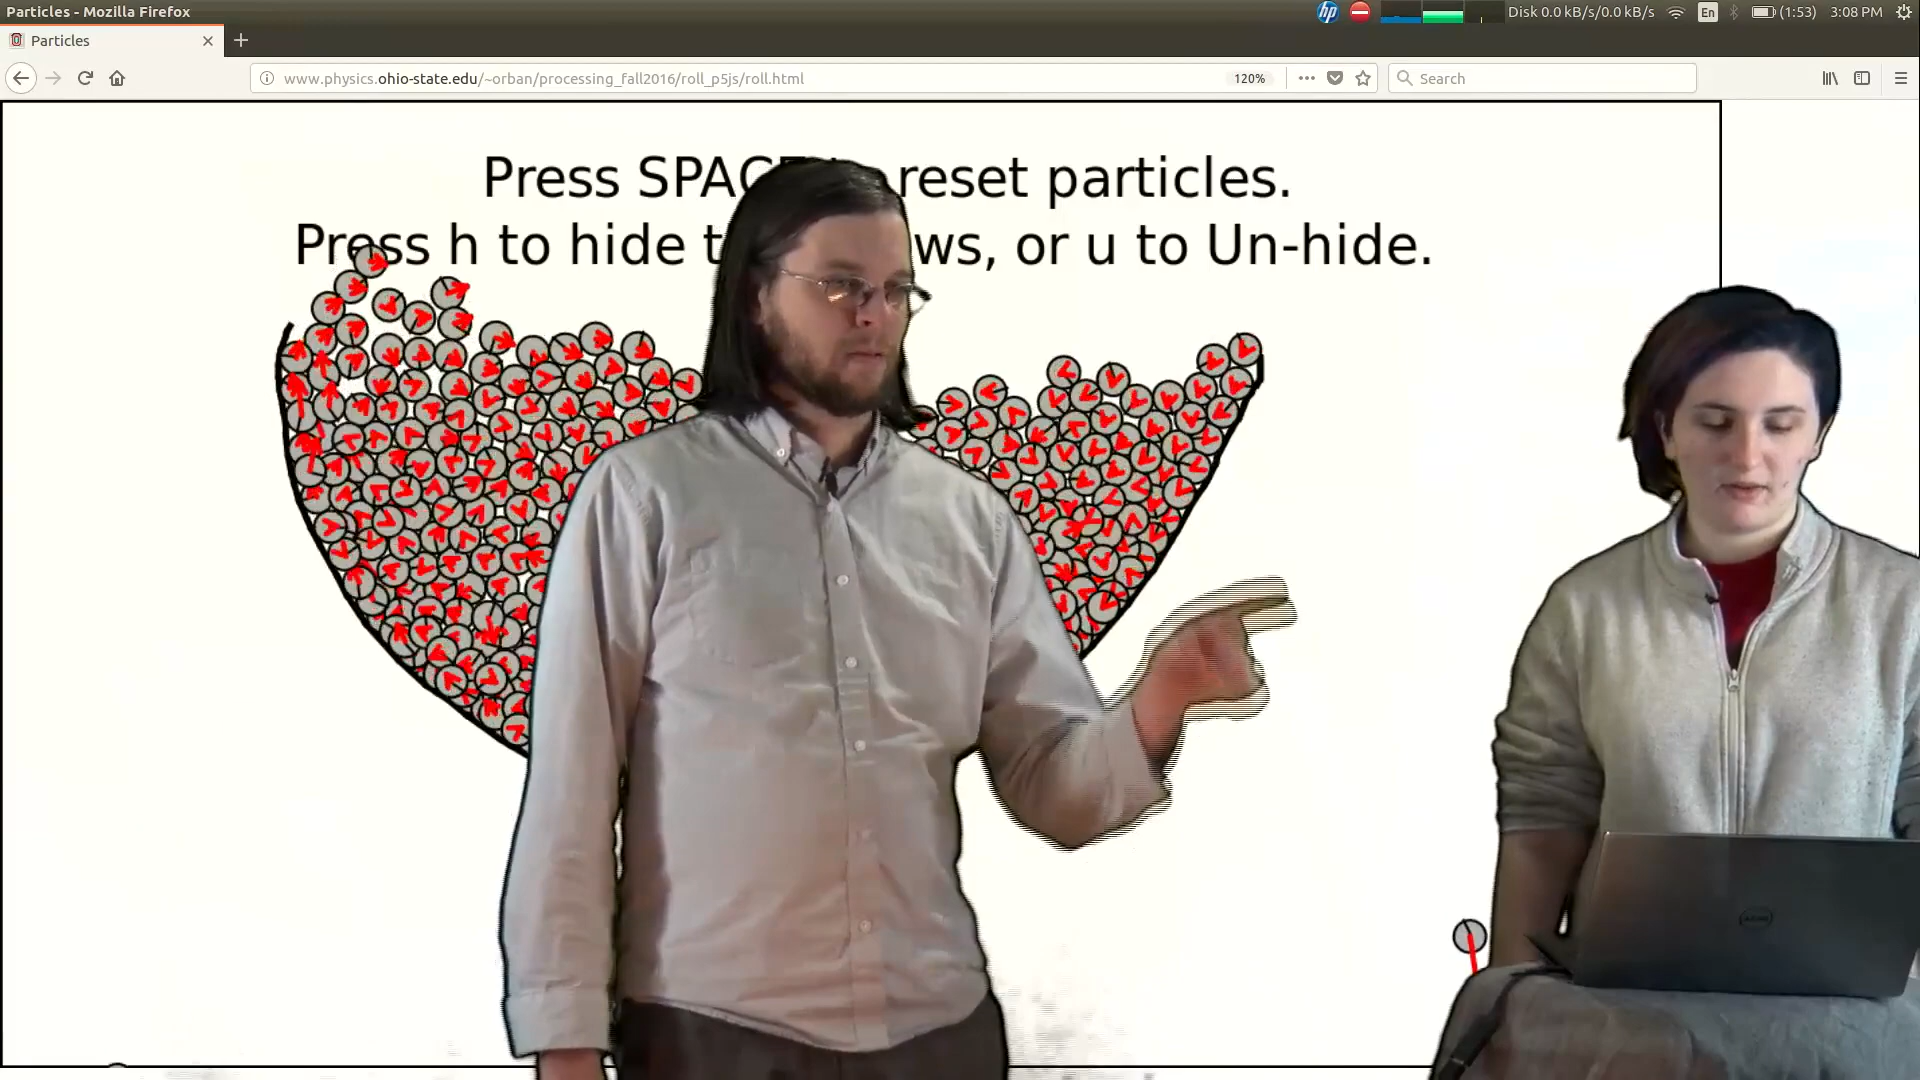 Particles - Mozilla Firefox
Disk 0.0 kB/s/0.0 kB/s En (1:53) 3:08 PM
Particles
www.physics.ohio-state.edu/~orban/processing_fall2016/roll_p5js/roll.html 120% Search
Press SPAC reset particles.
Press h to hide t ws, or u to Un-hide.